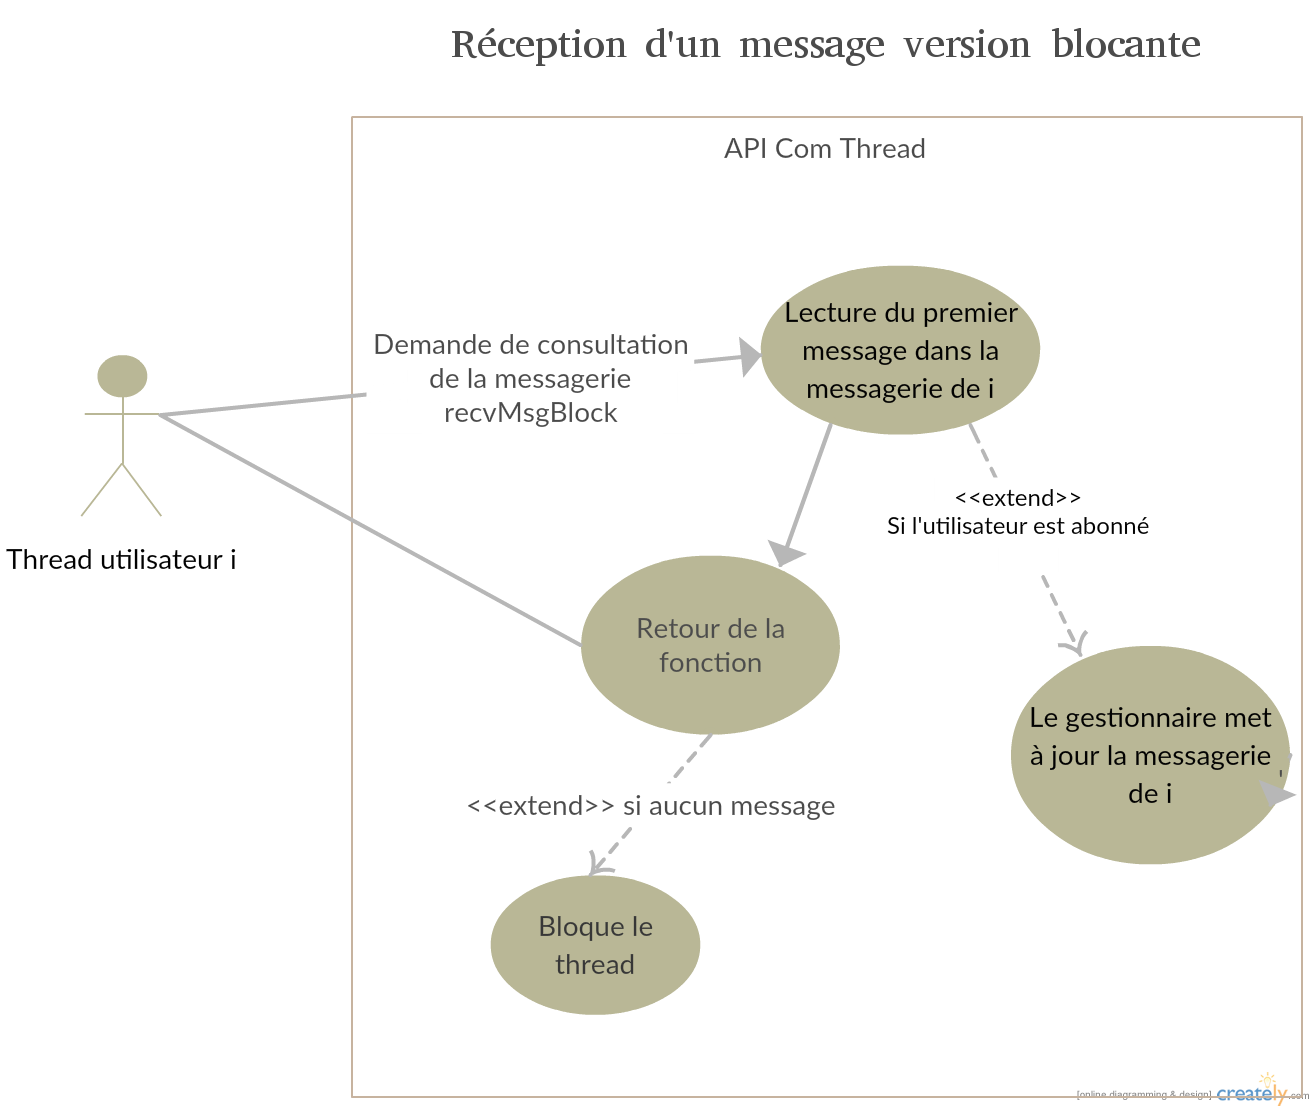 Réception d'un message version blocante
API Com Thread
Lecture du premier
message dans la
messagerie de i
Demande de consultation
de la messagerie
recvMsgBlock
<<extend>>
Si l'utilisateur est abonné
Thread utilisateur i
Retour de la
fonction
Le gestionnaire met
à jour la messagerie
de i
'
<<extend>> si aucun message
Bloque le
thread
[online diagramming & design] creately.com